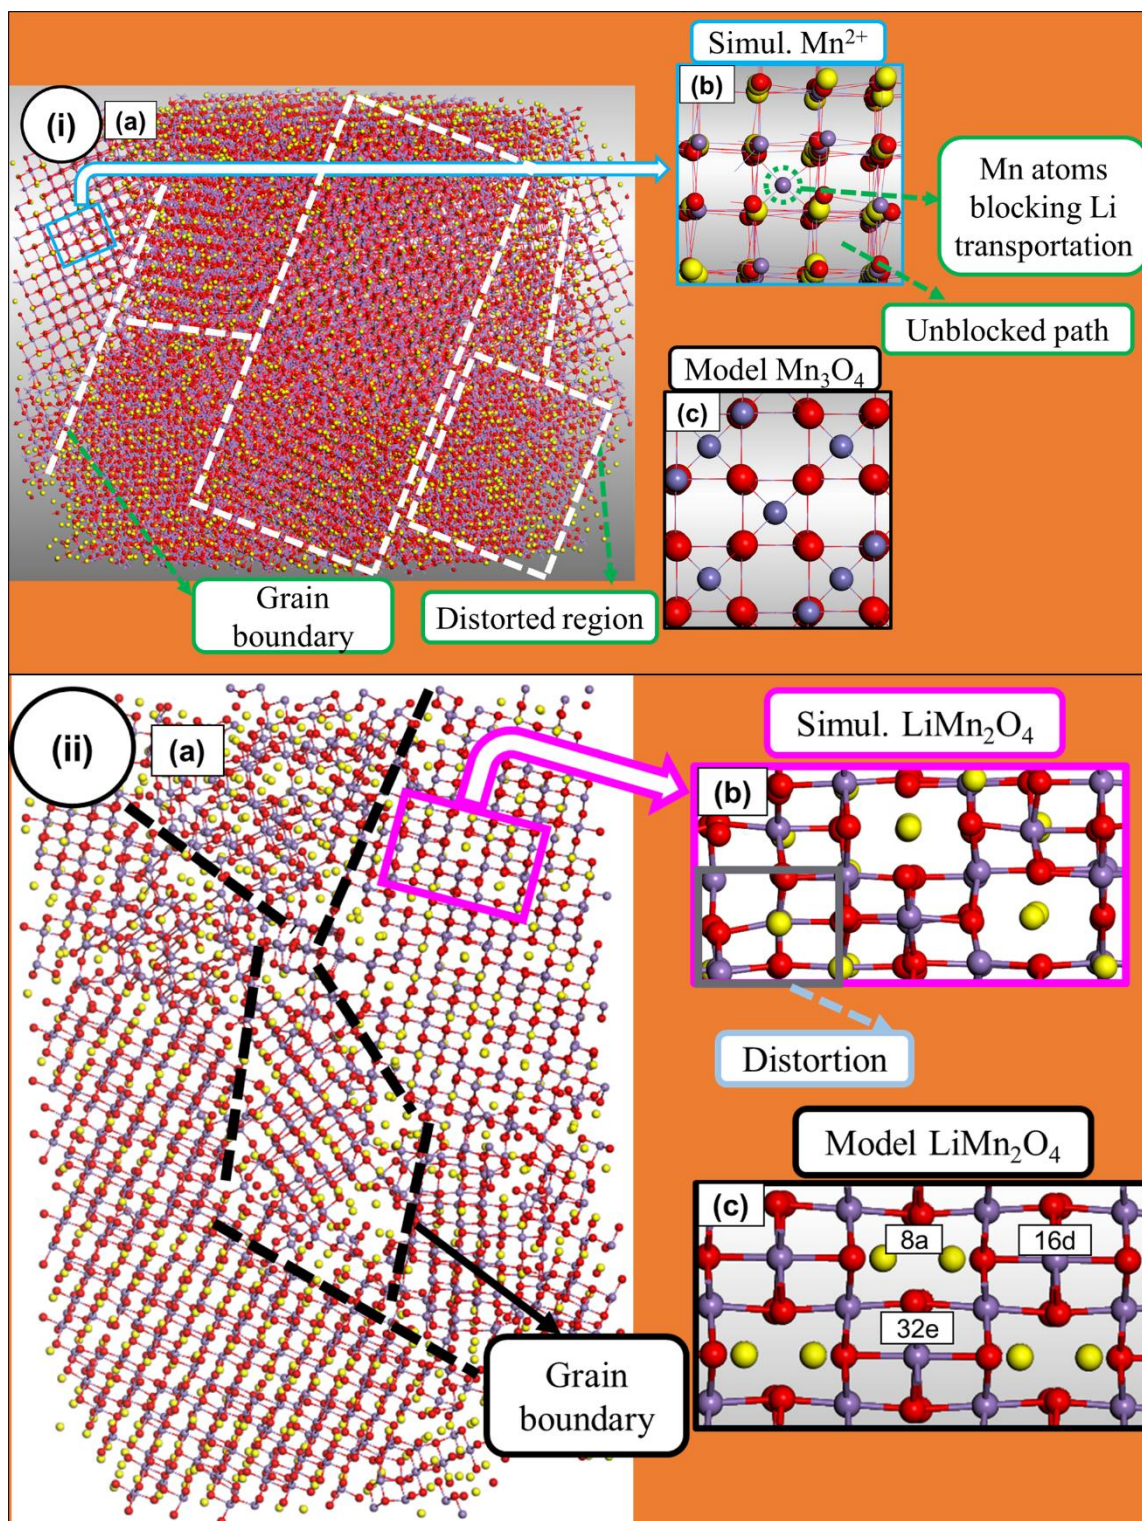 (i)
(a)
Simul. Mn²⁺
(b)
Mn atoms
blocking Li
transportation
Unblocked path
Model Mn₃O₄
(c)
Grain
boundary
Distorted region
(ii)
(a)
Simul. LiMn₂O₄
(b)
Distortion
Model LiMn₂O₄
(c)
8a
16d
32e
Grain
boundary